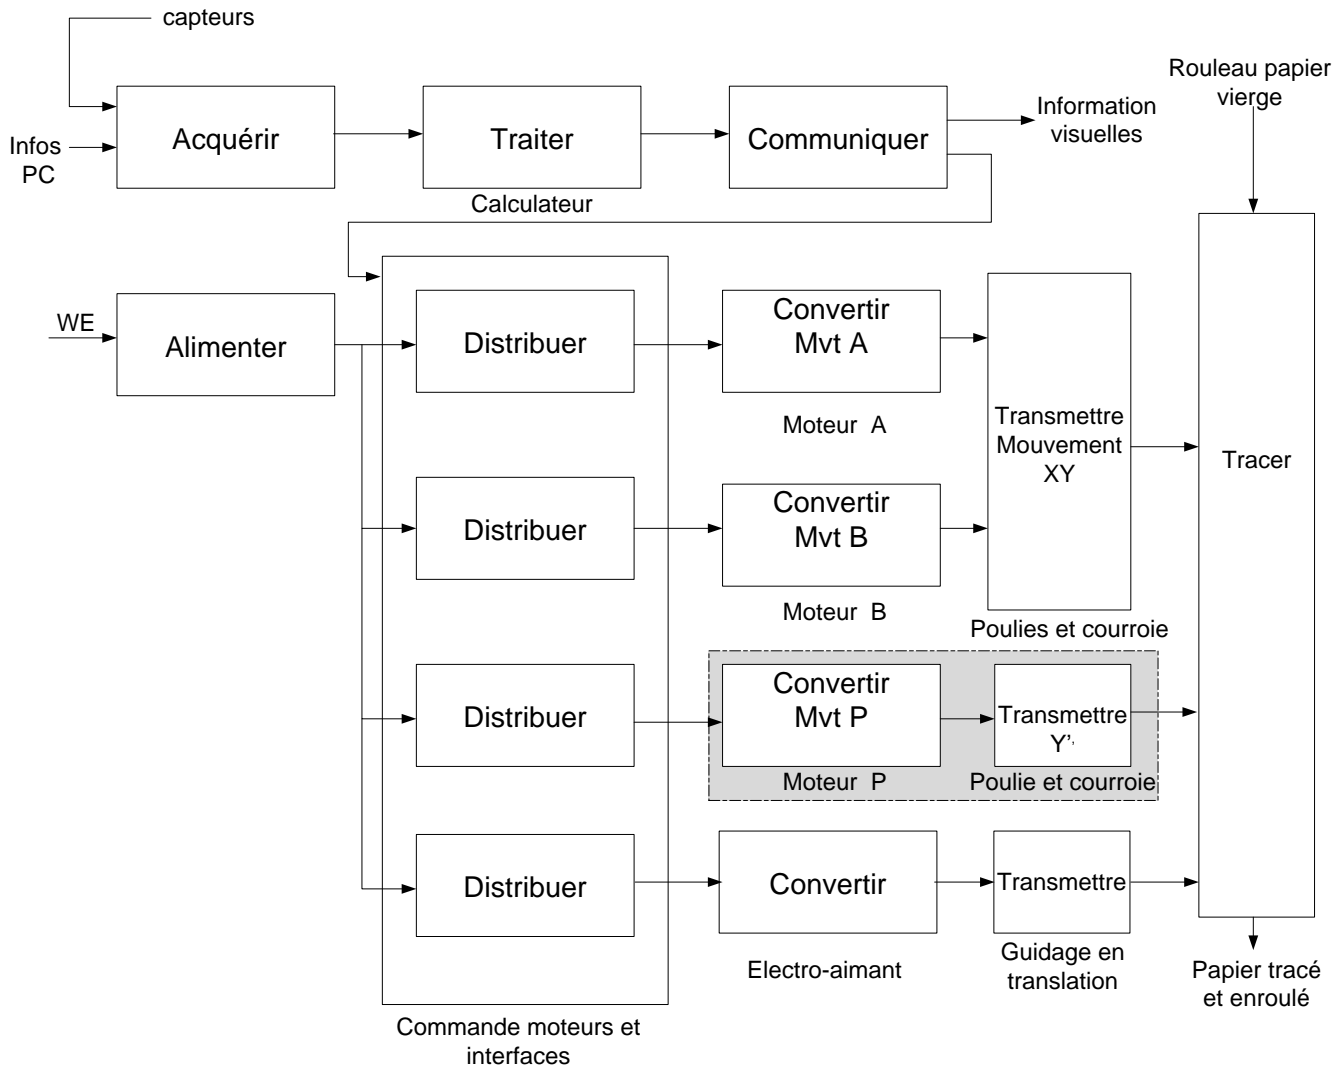 capteurs
Rouleau papier
vierge
Infos
PC
Acquérir
Traiter
Communiquer
Information
visuelles
Calculateur
WE
Alimenter
Distribuer
Convertir
Mvt A
Moteur A
Transmettre
Mouvement
XY
Tracer
Distribuer
Convertir
Mvt B
Moteur B
Poulies et courroie
Distribuer
Convertir
Mvt P
Moteur P
Transmettre
Y',
Poulie et courroie
Distribuer
Convertir
Transmettre
Electro-aimant
Guidage en
translation
Papier tracé
et enroulé
Commande moteurs et
interfaces